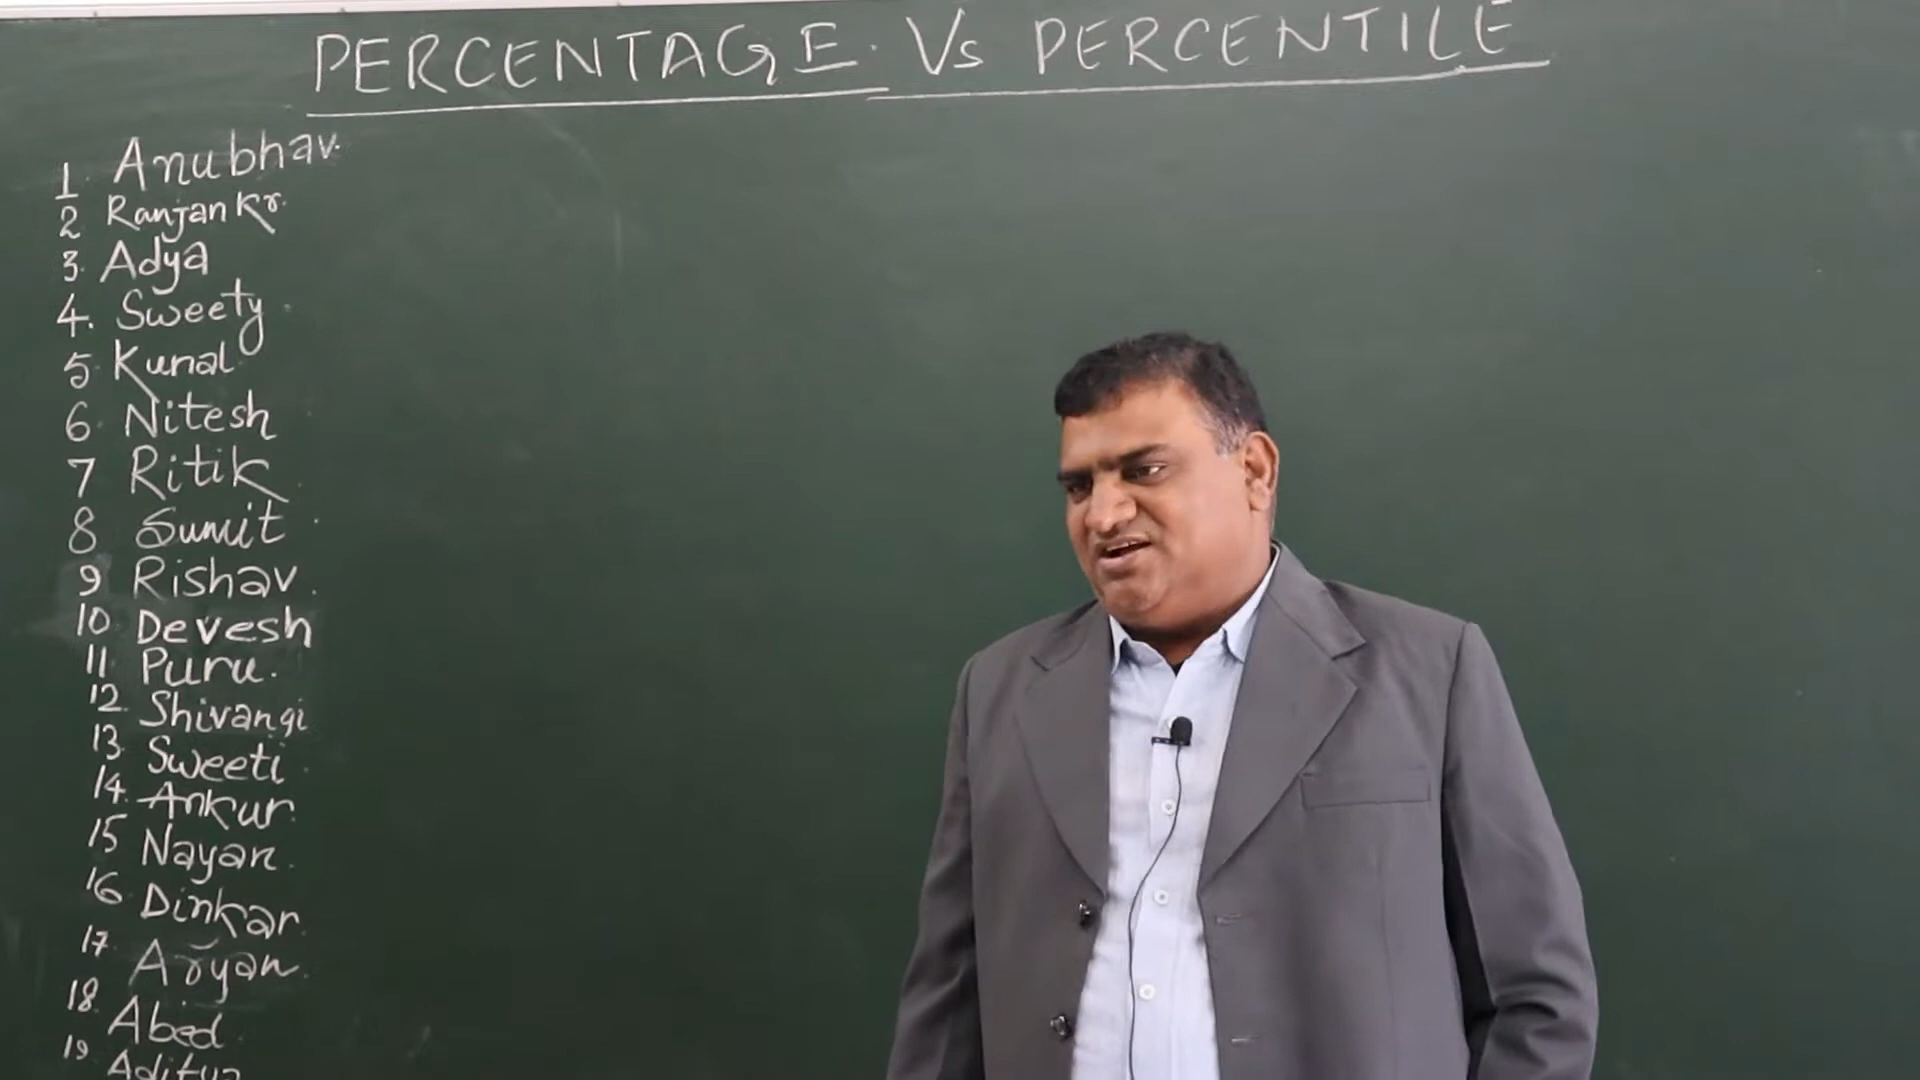 PERCENTAGE. Vs PERCENTILE
1. Anubhav.
2 Ranjan Kr.
3. Adya
4. Sweety.
5. Kunal
6. Nitesh
7 Ritik.
8 Sumit.
9 Rishav.
10. Devesh
11. Puru.
12. Shivangi
13. Sweeti.
14. Ankur.
15 Nayan.
16. Dinkar.
17. Aryan.
18. Abed.
19. Aditya